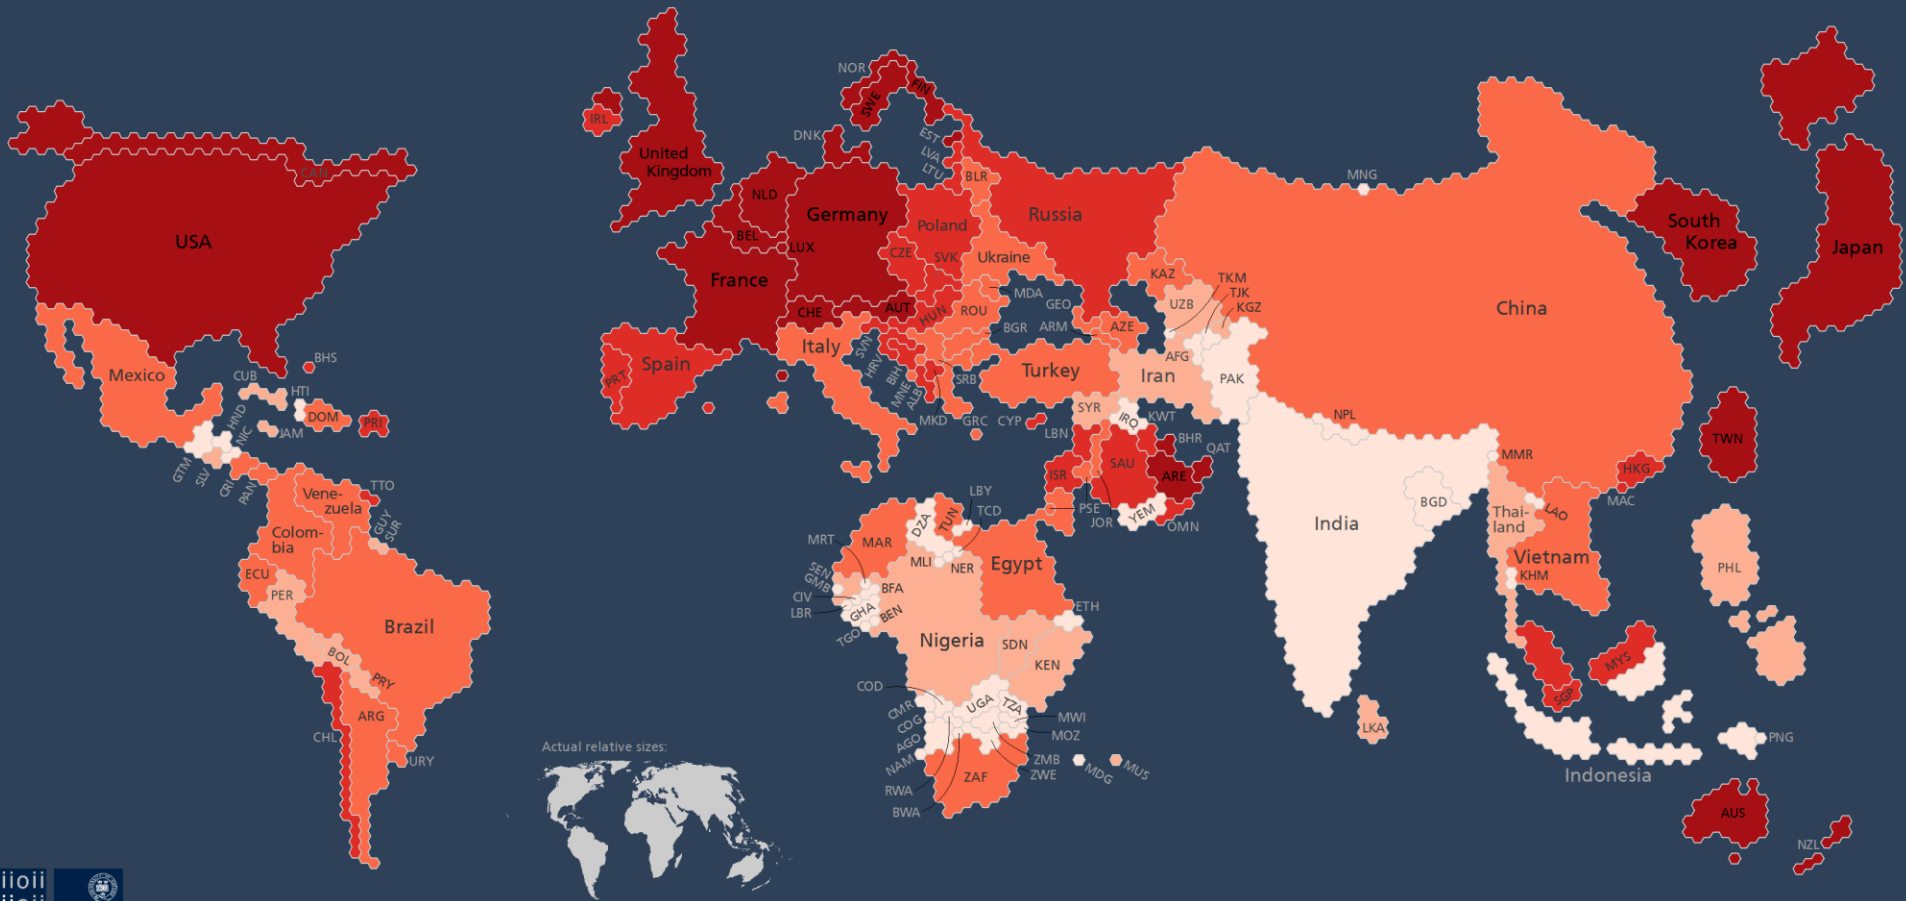 NOR
SWE
FIN
IRL
DNK
EST
LVA
LTU
United
Kingdom
CAN
BLR
MNG
NLD
Germany
Poland
Russia
South
Korea
USA
BEL
LUX
CZE
SVK
Ukraine
Japan
France
KAZ
TKM
TJK
KGZ
MDA
GEO
UZB
China
CHE
AUT
HUN
ROU
BGR
ARM
AZE
Italy
SVN
HRV
BIH
MNE
ALB
SRB
BHS
Mexico
CUB
HTI
Spain
PRT
Turkey
Iran
AFG
PAK
DOM
PRI
HND
NIC
JAM
MKD
GRC
CYP
SYR
IRQ
KWT
NPL
LBN
BHR
QAT
TWN
GTM
SLV
CRI
PAN
TTO
ISR
SAU
ARE
MMR
HKG
Vene-
zuela
LBY
TCD
PSE
JOR
YEM
OMN
BGD
MAC
GUY
SUR
DZA
TUN
India
Thai-
land
LAO
Colom-
bia
MRT
MAR
MLI
NER
Egypt
Vietnam
ECU
SEN
GMB
BFA
KHM
PHL
PER
CIV
LBR
GHA
BEN
TGO
ETH
Brazil
Nigeria
SDN
KEN
BOL
PRY
COD
UGA
TZA
MYS
SGP
ARG
CMR
COG
AGO
NAM
MWI
MOZ
LKA
CHL
URY
PNG
Actual relative sizes:
ZMB
ZWE
MDG
MUS
Indonesia
ZAF
RWA
BWA
AUS
NZL
iioii